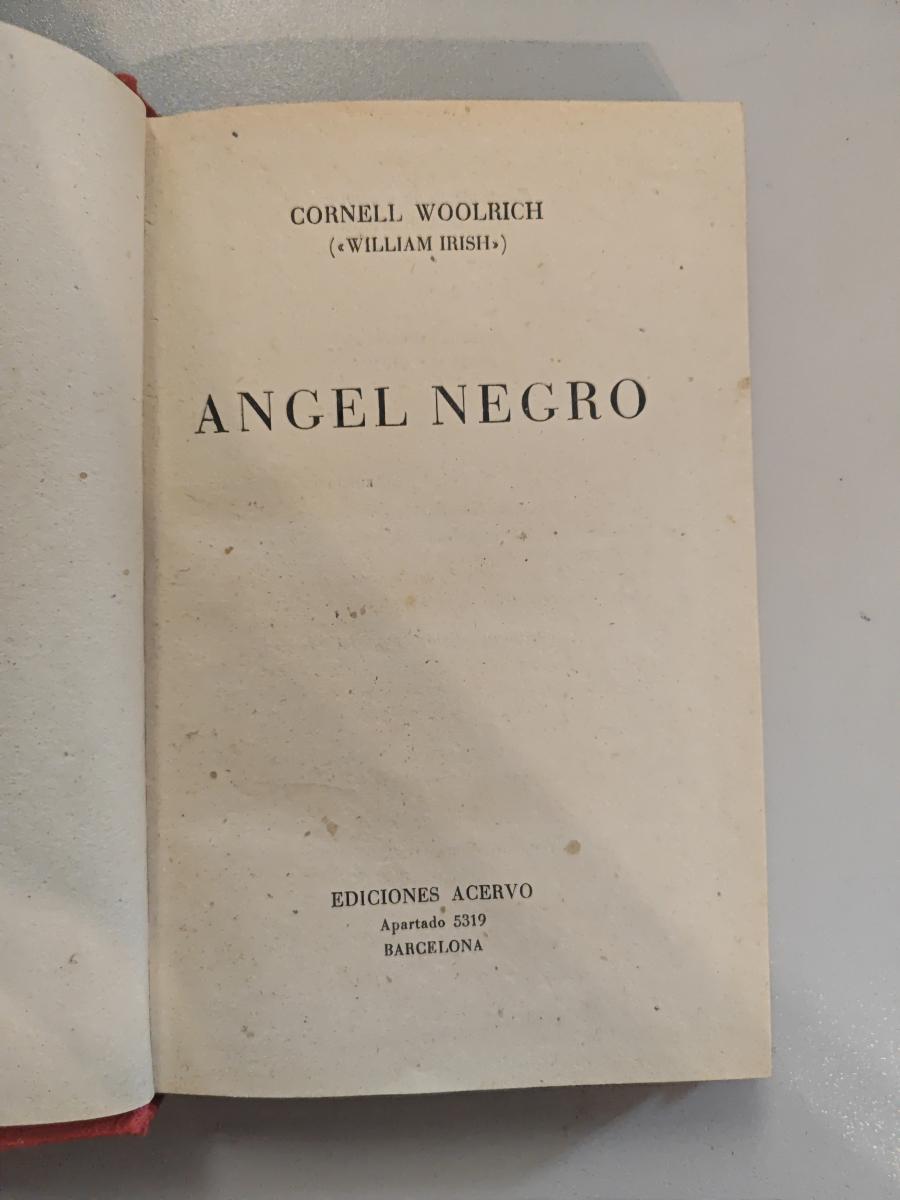 CORNELL WOOLRICH
(«WILLIAM IRISH»)
ANGEL NEGRO
EDICIONES ACERVO
Apartado 5319
BARCELONA